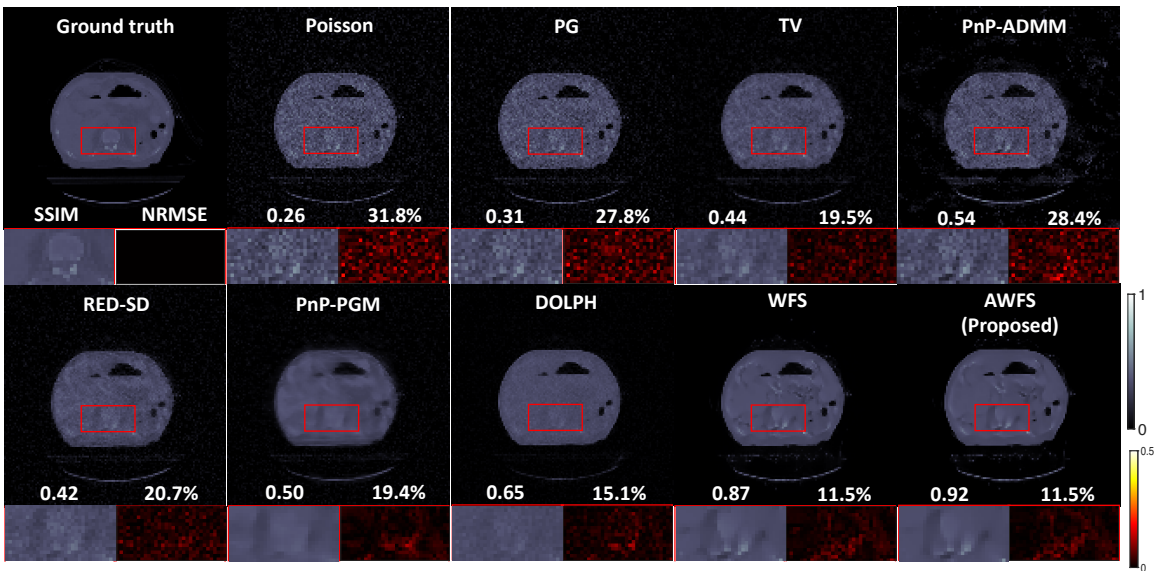 Ground truth
Poisson
PG
TV
PnP-ADMM
SSIM NRMSE
0.26 31.8%
0.31 27.8%
0.44 19.5%
0.54 28.4%
RED-SD
PnP-PGM
DOLPH
WFS
AWFS
(Proposed)
0.42 20.7%
0.50 19.4%
0.65 15.1%
0.87 11.5%
0.92 11.5%
1
0
0.5
0